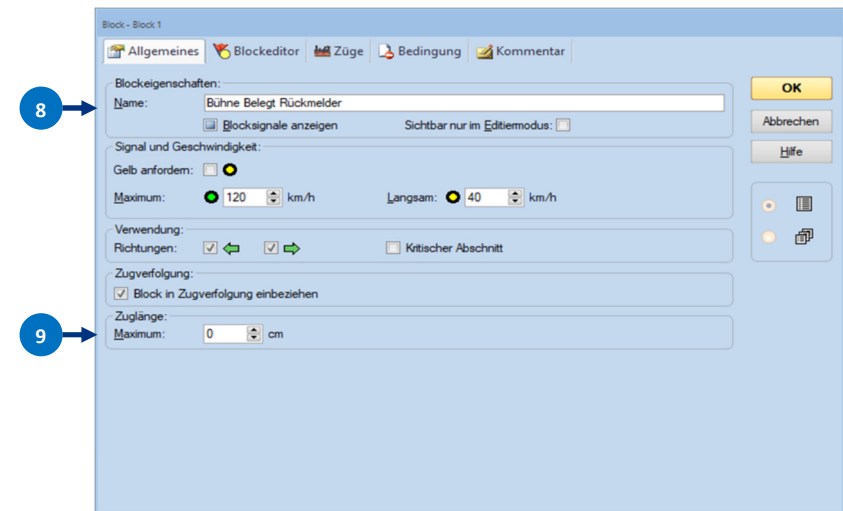 Block - Block 1
Allgemeines Blockeditor Züge Bedingung Kommentar
Blockeigenschaften:
8 Name: Bühne Belegt Rückmelder
Blocksignale anzeigen Sichtbar nur im Editiermodus:
Signal und Geschwindigkeit:
Gelb anfordern:
Maximum: 120 km/h Langsam: 40 km/h
Verwendung:
Richtungen: Kritischer Abschnitt
Zugverfolgung:
Block in Zugverfolgung einbeziehen
Zuglänge:
9 Maximum: 0 cm
OK
Abbrechen
Hilfe